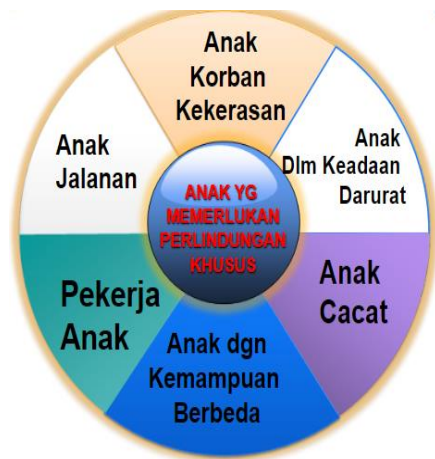 Anak
Korban
Kekerasan
Anak
Dlm Keadaan
Darurat
Anak
Cacat
Anak dgn
Kemampuan
Berbeda
Pekerja
Anak
Anak
Jalanan
ANAK YG
MEMERLUKAN
PERLINDUNGAN
KHUSUS